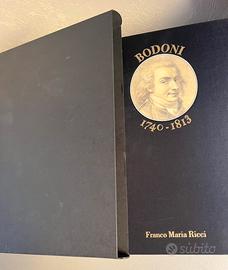 BODONI
1740-1813
Franco Maria Ricci
subito